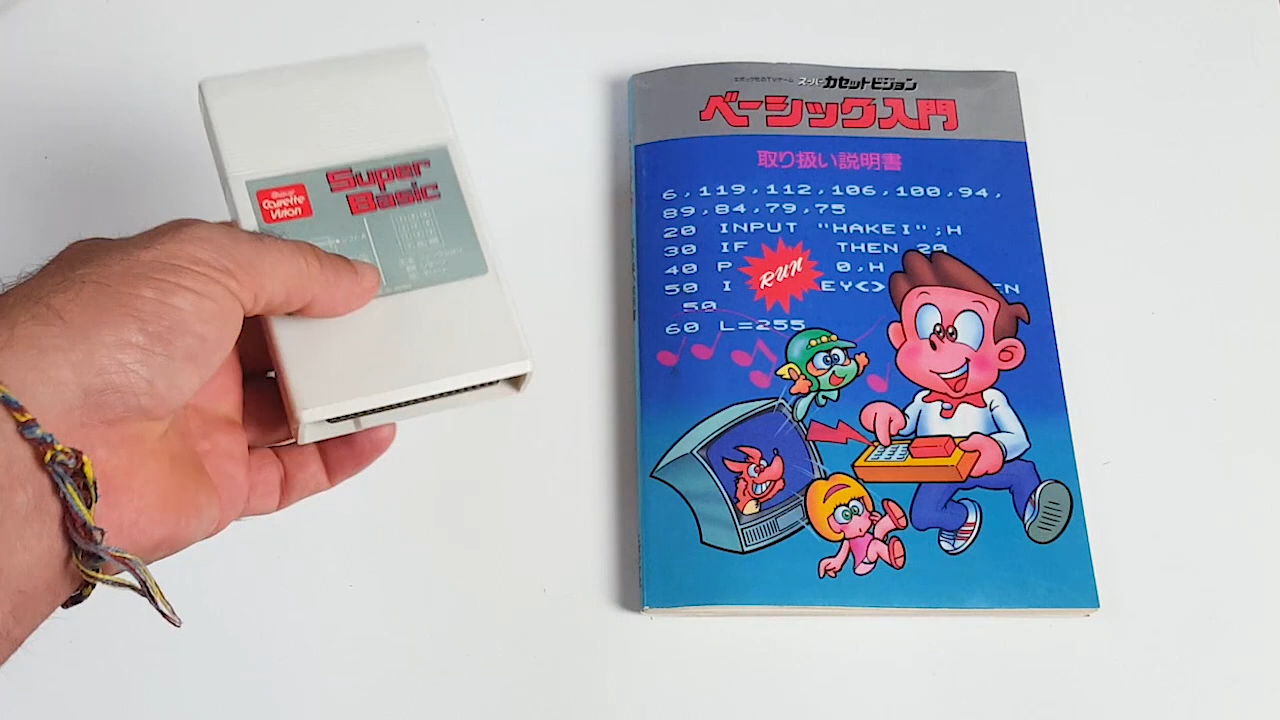 Super
Cassette
Vision
Super
Basic
エポック社のTVゲーム スーパーカセットビジョン
ベーシック入門
取り扱い説明書
6,119,112,106,100,94,
89,84,79,75
20 INPUT "HAKEI";H
30 IF THEN 20
40 P 0,H
50 I EY<> EN
50
60 L=255
RUN